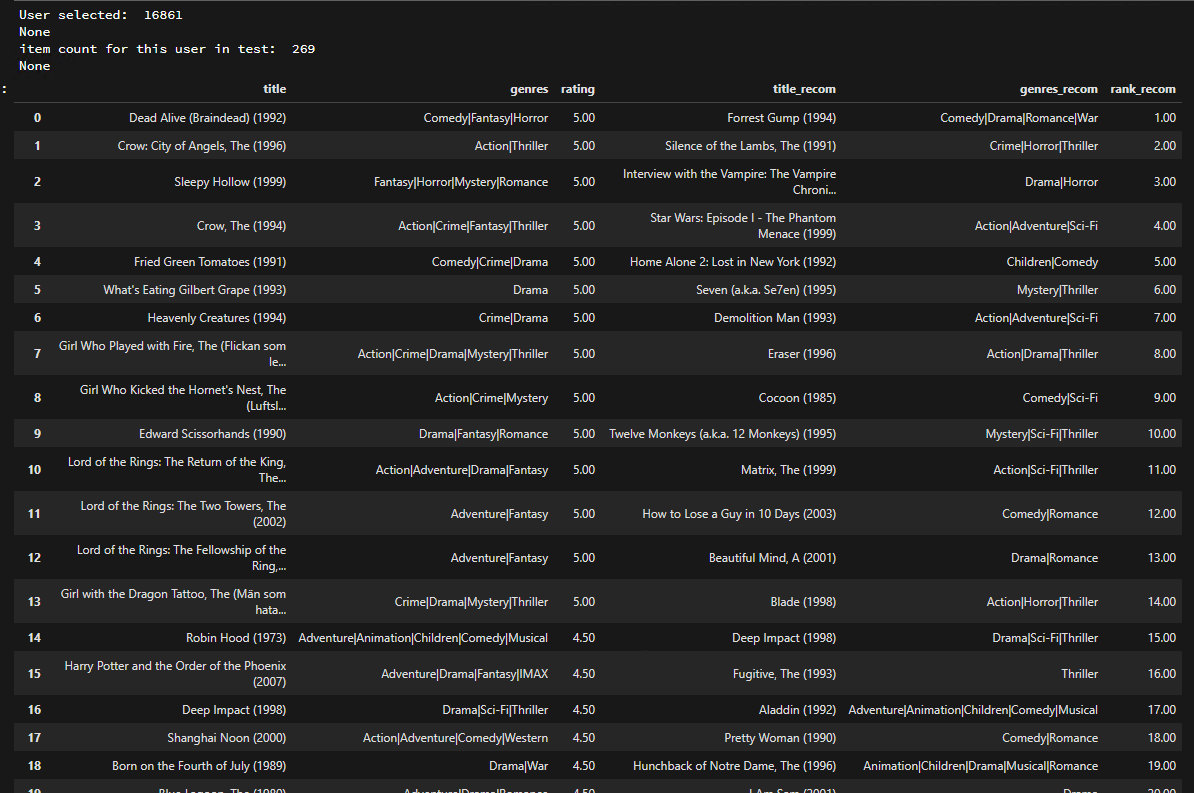 User selected:  16861
None
item count for this user in test:  269
None
:
title genres rating title_recom genres_recom rank_recom
0 Dead Alive (Braindead) (1992) Comedy|Fantasy|Horror 5.00 Forrest Gump (1994) Comedy|Drama|Romance|War 1.00
1 Crow: City of Angels, The (1996) Action|Thriller 5.00 Silence of the Lambs, The (1991) Crime|Horror|Thriller 2.00
2 Sleepy Hollow (1999) Fantasy|Horror|Mystery|Romance 5.00 Interview with the Vampire: The Vampire
Chroni... Drama|Horror 3.00
3 Crow, The (1994) Action|Crime|Fantasy|Thriller 5.00 Star Wars: Episode I - The Phantom
Menace (1999) Action|Adventure|Sci-Fi 4.00
4 Fried Green Tomatoes (1991) Comedy|Crime|Drama 5.00 Home Alone 2: Lost in New York (1992) Children|Comedy 5.00
5 What's Eating Gilbert Grape (1993) Drama 5.00 Seven (a.k.a. Se7en) (1995) Mystery|Thriller 6.00
6 Heavenly Creatures (1994) Crime|Drama 5.00 Demolition Man (1993) Action|Adventure|Sci-Fi 7.00
7 Girl Who Played with Fire, The (Flickan som
le... Action|Crime|Drama|Mystery|Thriller 5.00 Eraser (1996) Action|Drama|Thriller 8.00
8 Girl Who Kicked the Hornet's Nest, The
(Luftsl... Action|Crime|Mystery 5.00 Cocoon (1985) Comedy|Sci-Fi 9.00
9 Edward Scissorhands (1990) Drama|Fantasy|Romance 5.00 Twelve Monkeys (a.k.a. 12 Monkeys) (1995) Mystery|Sci-Fi|Thriller 10.00
10 Lord of the Rings: The Return of the King,
The... Action|Adventure|Drama|Fantasy 5.00 Matrix, The (1999) Action|Sci-Fi|Thriller 11.00
11 Lord of the Rings: The Two Towers, The
(2002) Adventure|Fantasy 5.00 How to Lose a Guy in 10 Days (2003) Comedy|Romance 12.00
12 Lord of the Rings: The Fellowship of the
Ring,... Adventure|Fantasy 5.00 Beautiful Mind, A (2001) Drama|Romance 13.00
13 Girl with the Dragon Tattoo, The (Män som
hata... Crime|Drama|Mystery|Thriller 5.00 Blade (1998) Action|Horror|Thriller 14.00
14 Robin Hood (1973) Adventure|Animation|Children|Comedy|Musical 4.50 Deep Impact (1998) Drama|Sci-Fi|Thriller 15.00
15 Harry Potter and the Order of the Phoenix
(2007) Adventure|Drama|Fantasy|IMAX 4.50 Fugitive, The (1993) Thriller 16.00
16 Deep Impact (1998) Drama|Sci-Fi|Thriller 4.50 Aladdin (1992) Adventure|Animation|Children|Comedy|Musical 17.00
17 Shanghai Noon (2000) Action|Adventure|Comedy|Western 4.50 Pretty Woman (1990) Comedy|Romance 18.00
18 Born on the Fourth of July (1989) Drama|War 4.50 Hunchback of Notre Dame, The (1996) Animation|Children|Drama|Musical|Romance 19.00
19 Blue Lagoon, The (1980) Adventure|Drama|Romance 4.50 I Am Sam (2001) Drama 20.00